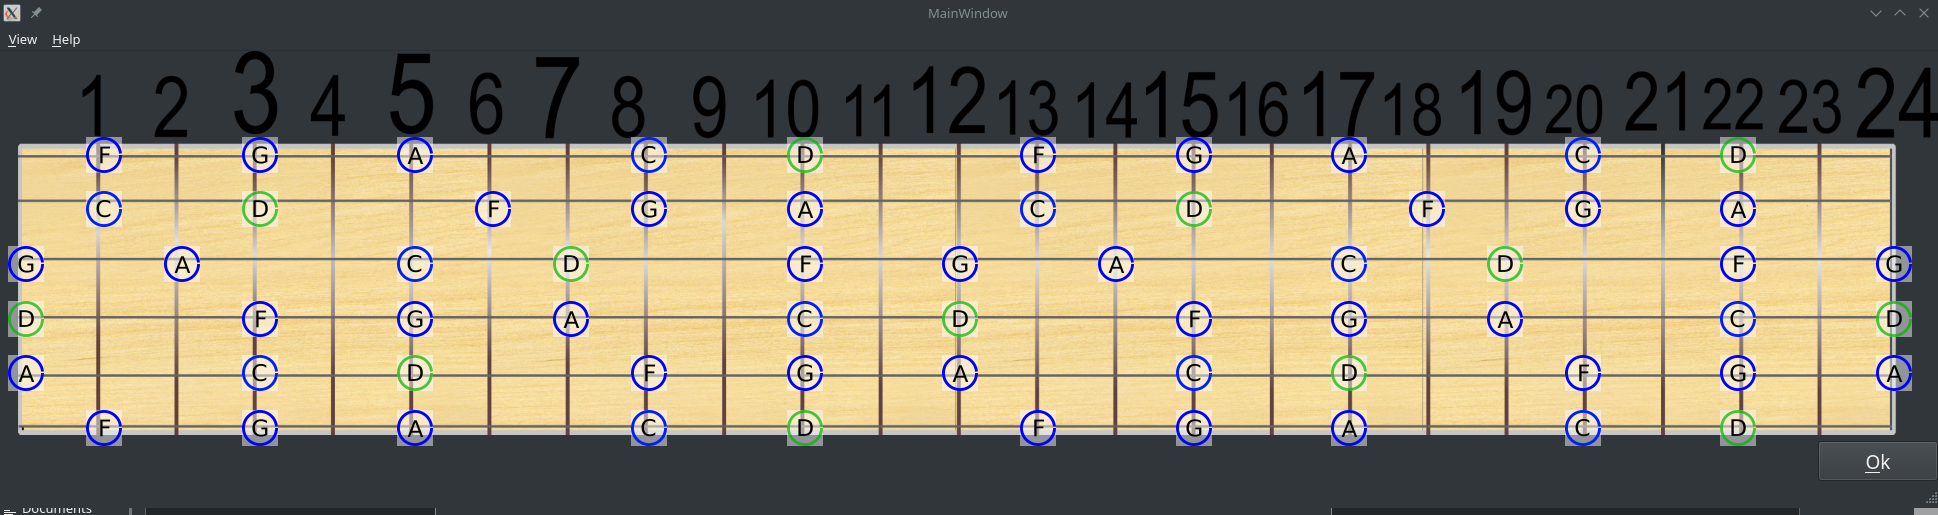 MainWindow
View Help
1 2 3 4 5 6 7 8 9 10 11 12 13 14 15 16 17 18 19 20 21 22 23 24
F G A C D F G A C D
C D F G A C D F G A
G A C D F G A C D F G
D F G A C D F G A C D
A C D F G A C D F G A
F G A C D F G A C D
Ok
Documents